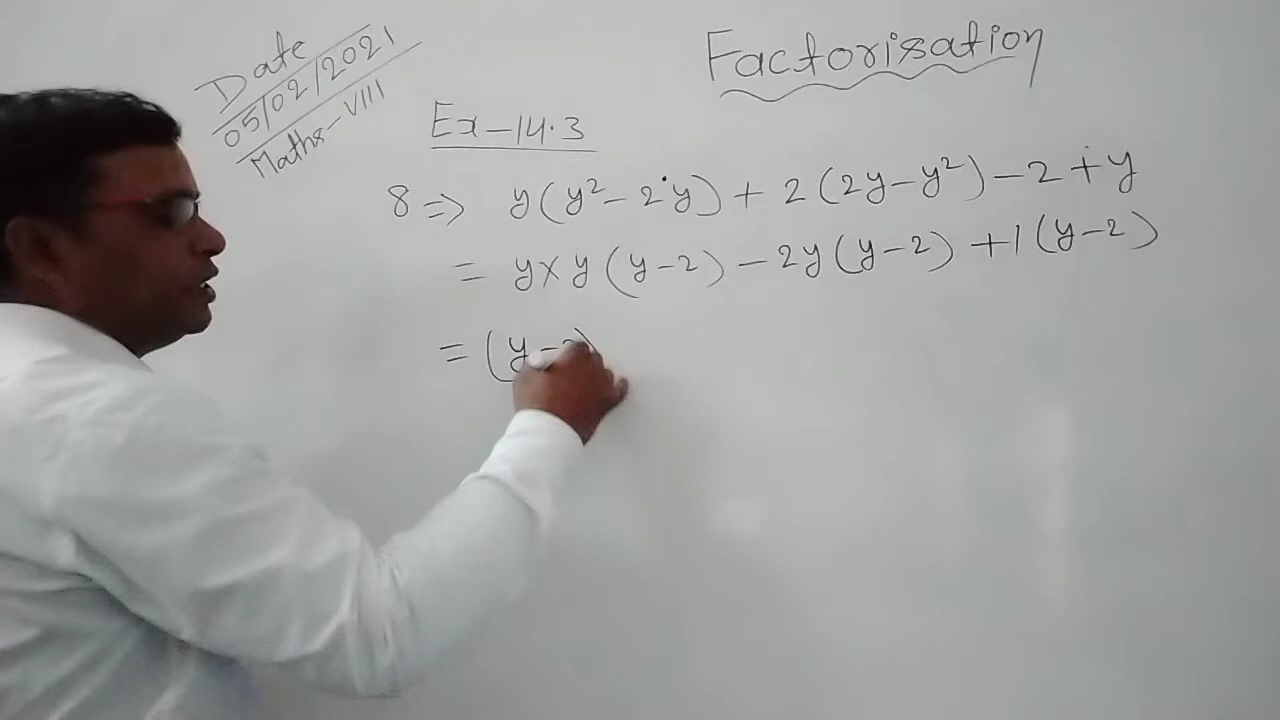 Date
05/02/2021
Maths-VIII
Factorisation
Ex-14.3
8 ⇒ y(y²-2y)+2(2y-y²)-2+y
= y×y(y-2)-2y(y-2)+1(y-2)
= (y-2)